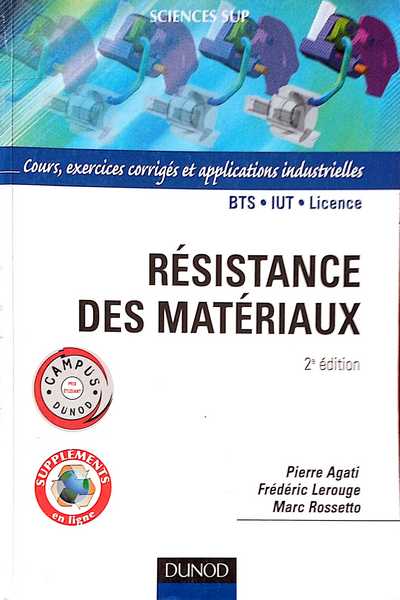 SCIENCES SUP
Cours, exercices corrigés et applications industrielles
BTS • IUT • Licence
RÉSISTANCE
DES MATÉRIAUX
2e édition
CAMPUS
PRIX
ÉTUDIANT
DUNOD
SUPPLÉMENTS
en ligne
Pierre Agati
Frédéric Lerouge
Marc Rossetto
DUNOD